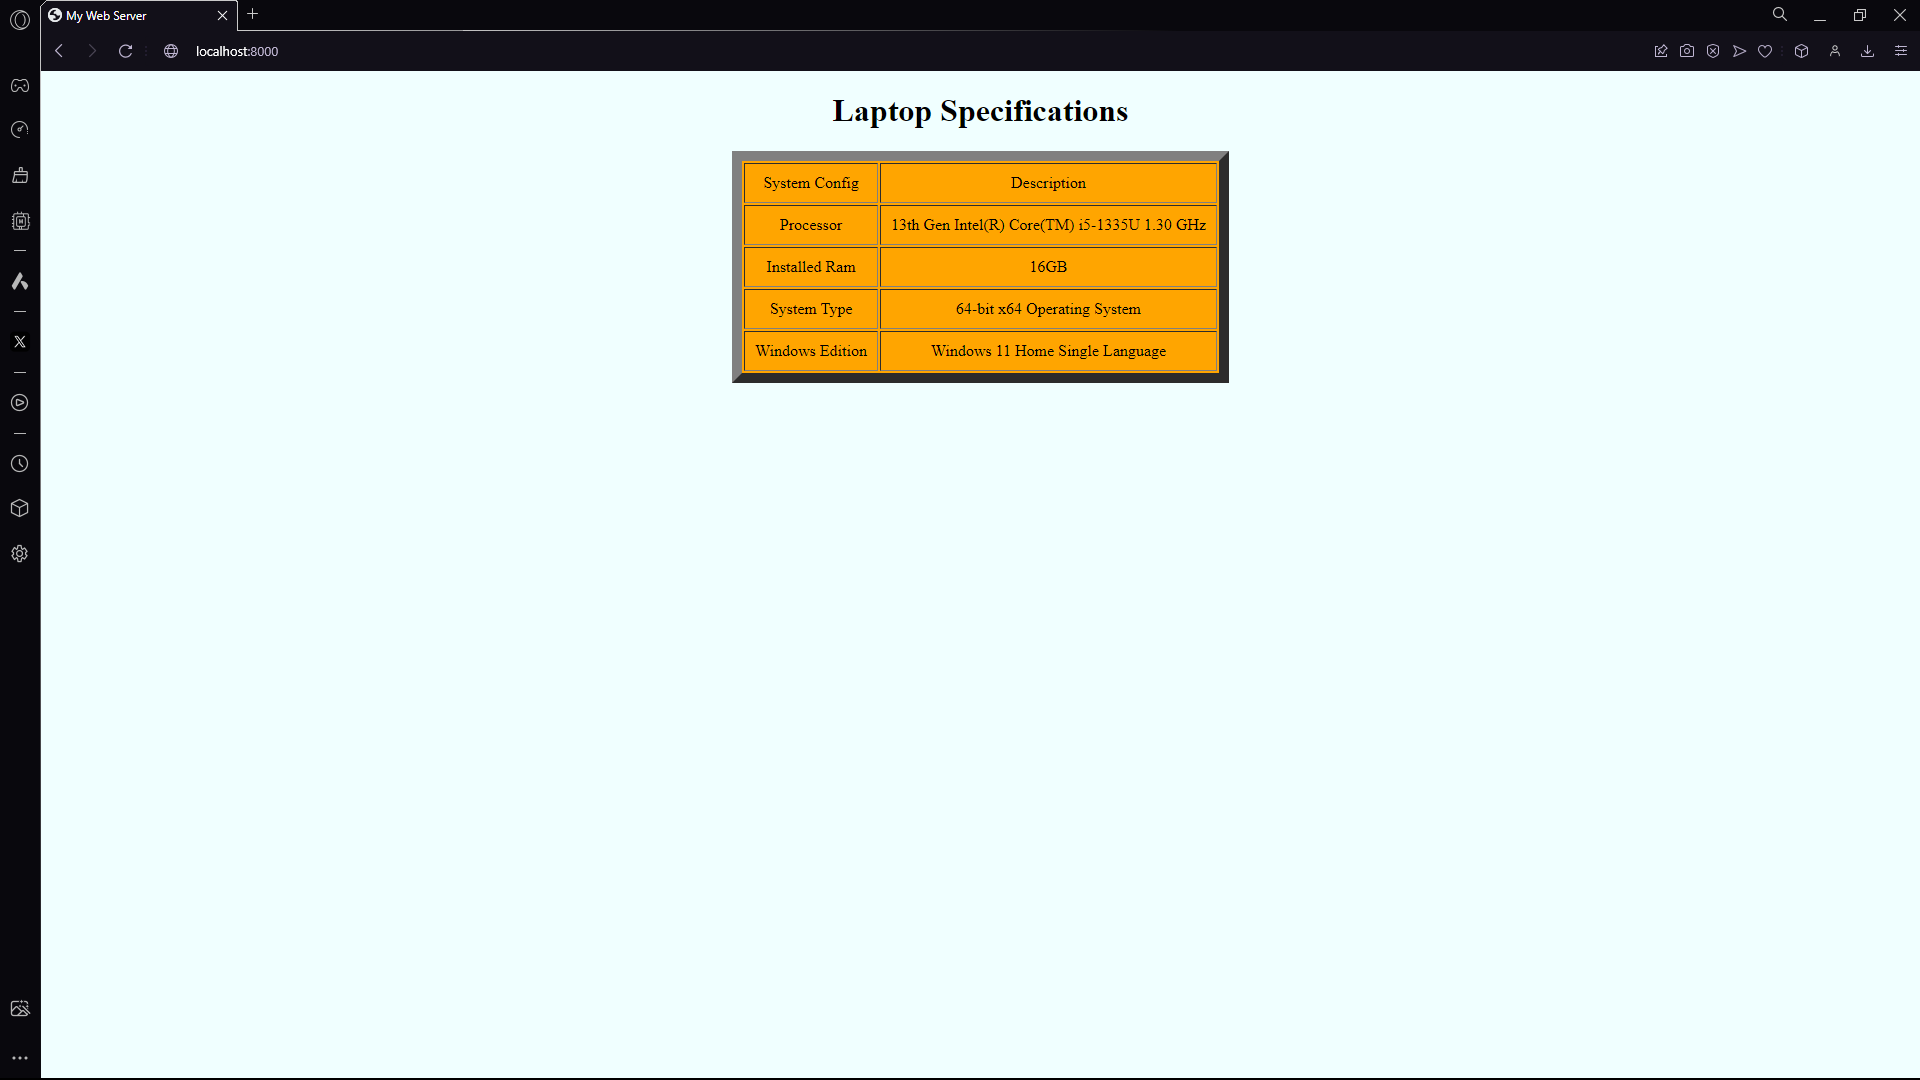 My Web Server
localhost:8000
Laptop Specifications
System Config Description
Processor 13th Gen Intel(R) Core(TM) i5-1335U 1.30 GHz
Installed Ram 16GB
System Type 64-bit x64 Operating System
Windows Edition Windows 11 Home Single Language